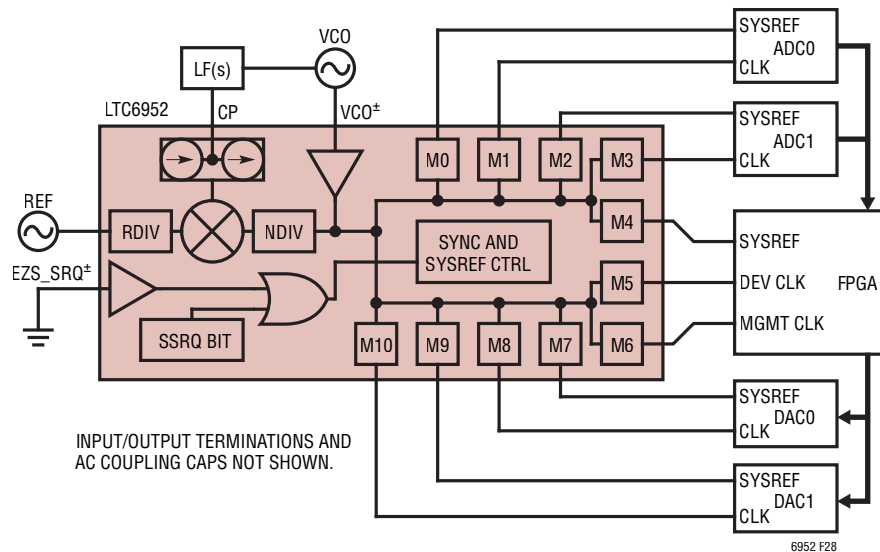 SYSREF
ADC0
CLK
VCO
LF(s)
LTC6952
CP
VCO±
SYSREF
ADC1
CLK
M0
M1
M2
M3
REF
RDIV
NDIV
M4
SYNC AND
SYSREF CTRL
SYSREF
EZS_SRQ±
M5
DEV CLK
FPGA
SSRQ BIT
M10
M9
M8
M7
M6
MGMT CLK
SYSREF
DAC0
CLK
INPUT/OUTPUT TERMINATIONS AND
AC COUPLING CAPS NOT SHOWN.
SYSREF
DAC1
CLK
6952 F28